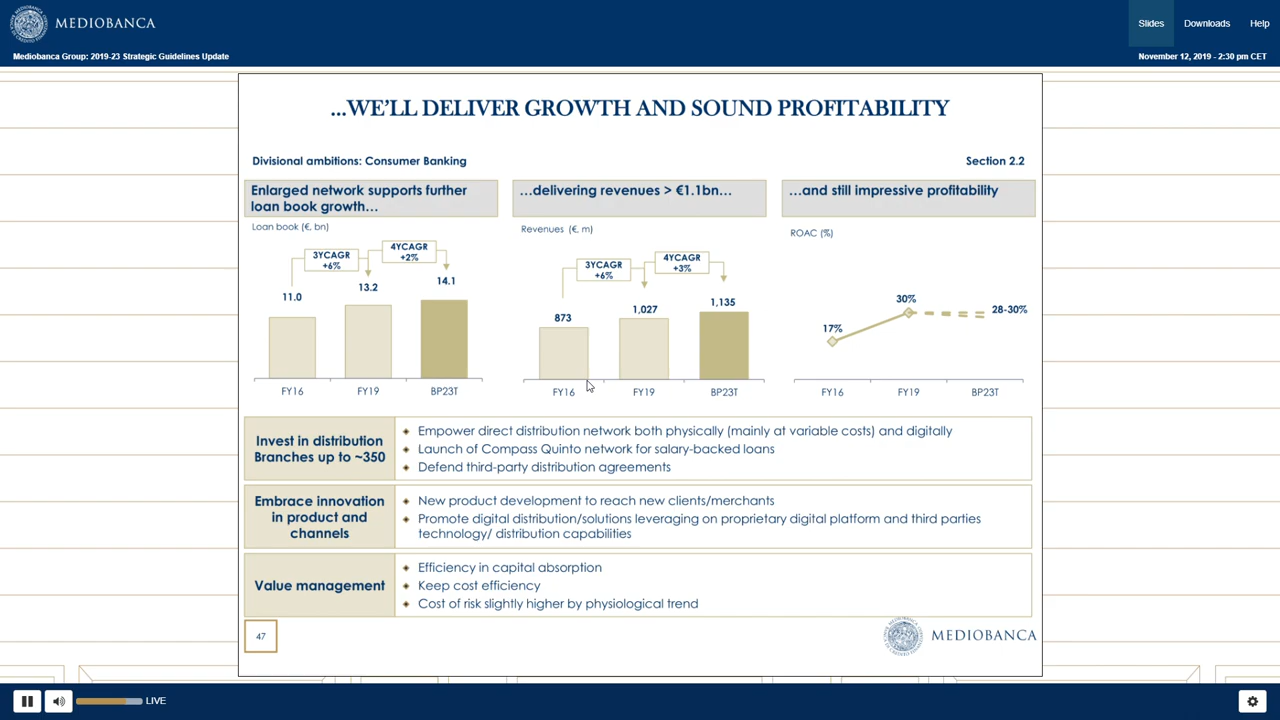 MEDIOBANCA
Slides
Downloads
Help
Mediobanca Group: 2019-23 Strategic Guidelines Update
November 12, 2019 - 2:30 pm CET
...WE'LL DELIVER GROWTH AND SOUND PROFITABILITY
Divisional ambitions: Consumer Banking
Section 2.2
Enlarged network supports further
loan book growth...
Loan book (€, bn)
3YCAGR
+6%
4YCAGR
+2%
11.0
13.2
14.1
FY16
FY19
BP23T
...delivering revenues > €1.1bn...
Revenues (€, m)
3YCAGR
+6%
4YCAGR
+3%
873
1,027
1,135
FY16
FY19
BP23T
...and still impressive profitability
ROAC (%)
17%
30%
28-30%
FY16
FY19
BP23T
Invest in distribution
Branches up to ~350
Empower direct distribution network both physically (mainly at variable costs) and digitally
Launch of Compass Quinto network for salary-backed loans
Defend third-party distribution agreements
Embrace innovation
in product and
channels
New product development to reach new clients/merchants
Promote digital distribution/solutions leveraging on proprietary digital platform and third parties
technology/ distribution capabilities
Value management
Efficiency in capital absorption
Keep cost efficiency
Cost of risk slightly higher by physiological trend
47
MEDIOBANCA
LIVE